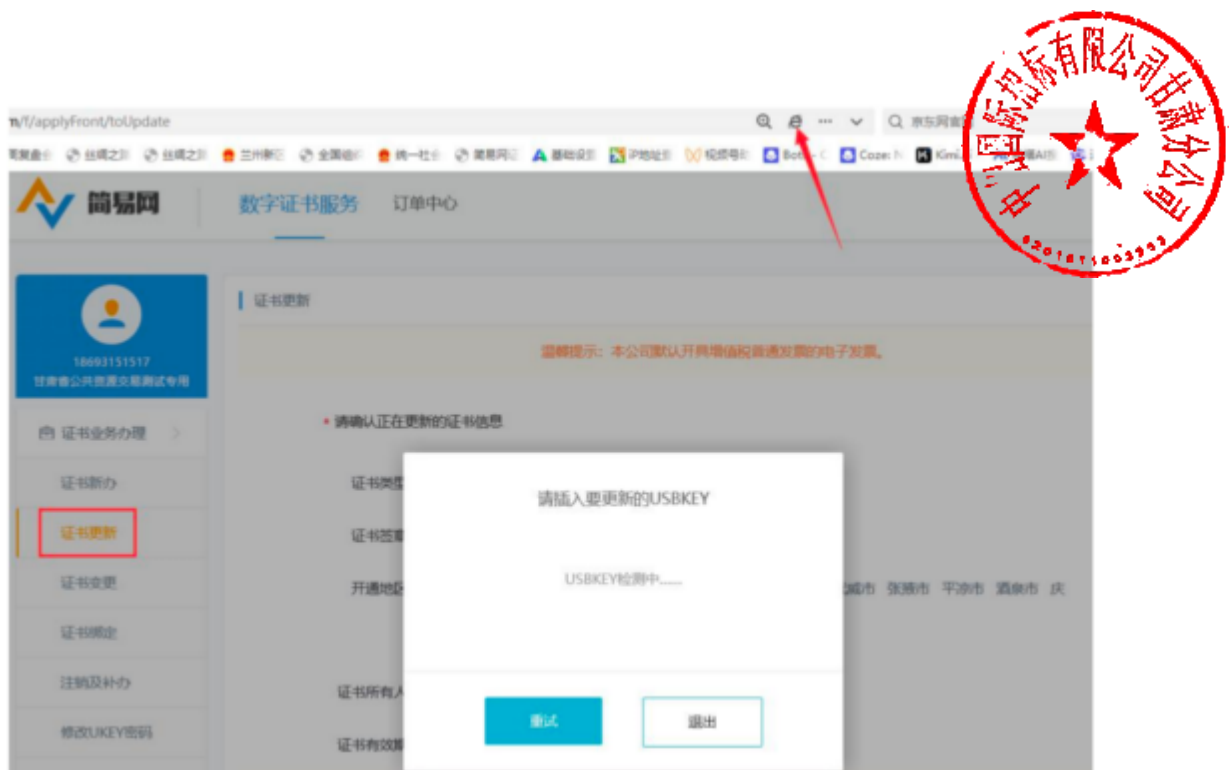 中国国际招标有限公司甘肃分公司
/f/applyFront/toUpdate
简易网
数字证书服务 订单中心
18693151517
甘肃省公共资源交易测试专用
证书更新
温馨提示:本公司默认开具增值税普通发票的电子发票。
证书业务办理
* 请确认正在更新的证书信息
证书新办
证书类型
请插入要更新的USBKEY
证书更新
证书签章
USBKEY检测中......
证书变更
开通地区
张掖市 平凉市 酒泉市 庆
证书绑定
注销及补办
证书所有人
重试 退出
修改UKEY密码
证书有效期